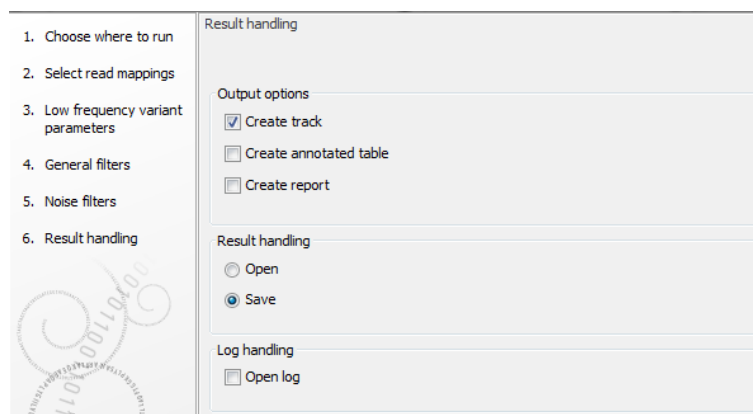 1. Choose where to run
2. Select read mappings
3. Low frequency variant
parameters
4. General filters
5. Noise filters
6. Result handling
Result handling
Output options
Create track
Create annotated table
Create report
Result handling
Open
Save
Log handling
Open log